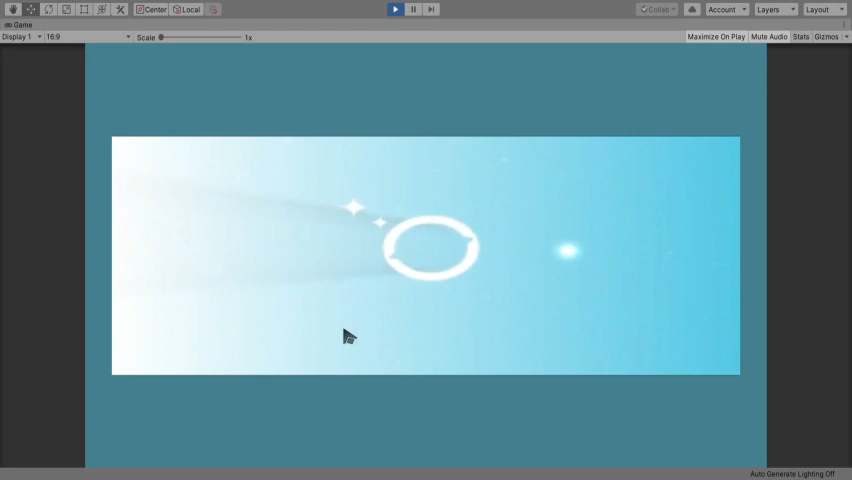 Center Local Collab Account Layers Layout
Game
Display 1 16:9 Scale 1x Maximize On Play Mute Audio Stats Gizmos
Auto Generate Lighting Off